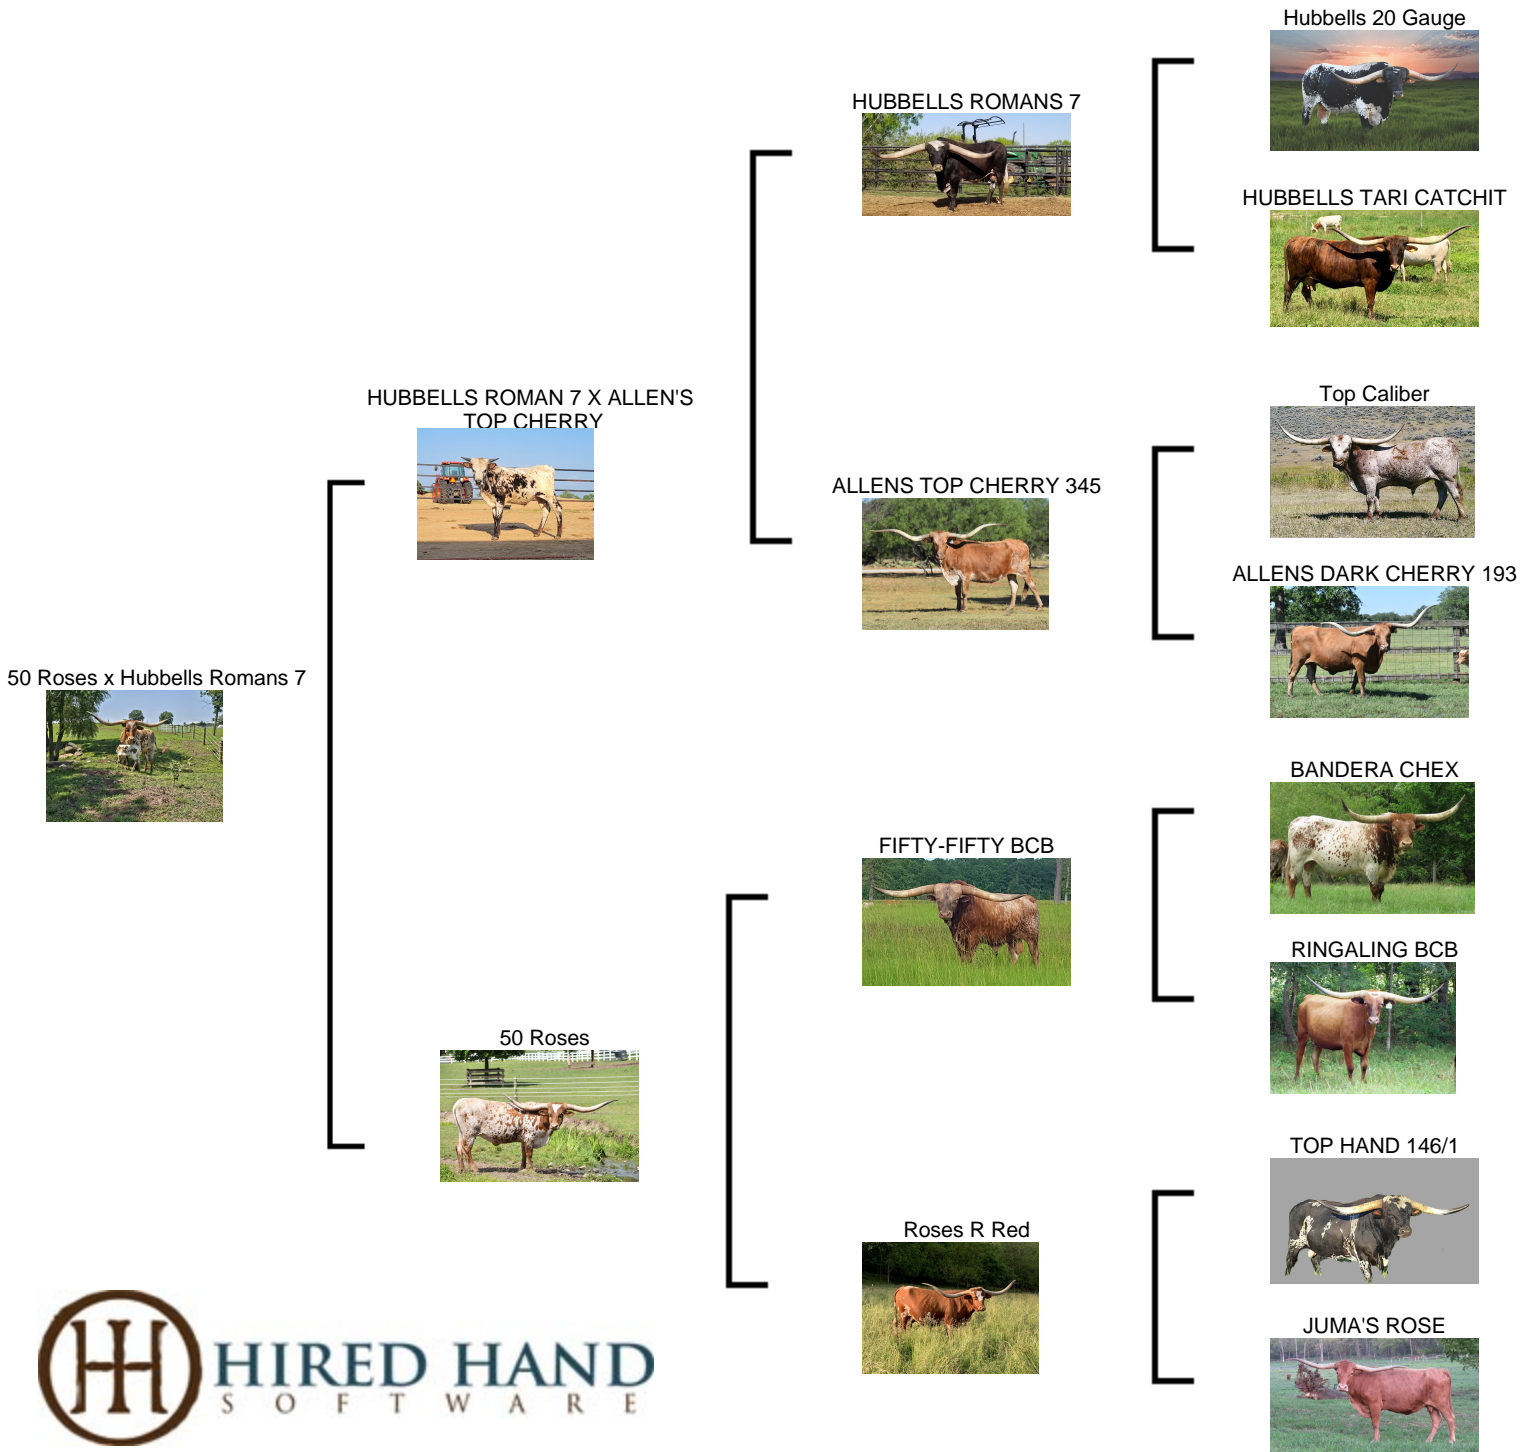 Hubbells 20 Gauge
HUBBELLS ROMANS 7
HUBBELLS TARI CATCHIT
HUBBELLS ROMAN 7 X ALLEN'S
TOP CHERRY
Top Caliber
ALLENS TOP CHERRY 345
ALLENS DARK CHERRY 193
50 Roses x Hubbells Romans 7
BANDERA CHEX
FIFTY-FIFTY BCB
RINGALING BCB
50 Roses
TOP HAND 146/1
Roses R Red
JUMA'S ROSE
HIRED HAND
SOFTWARE